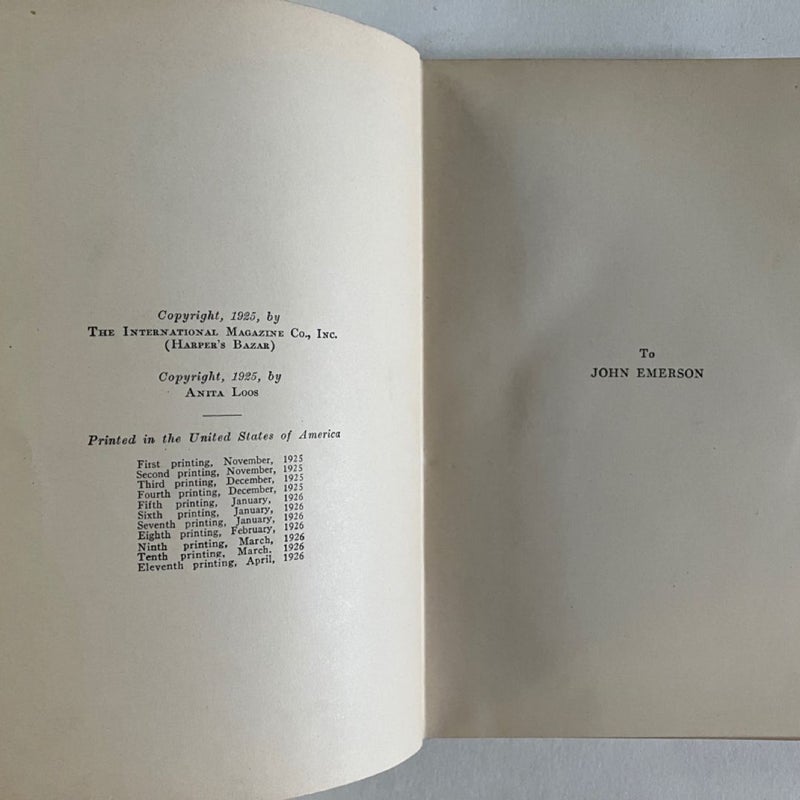 Copyright, 1925, by
THE INTERNATIONAL MAGAZINE CO., INC.
(HARPER'S BAZAR)
Copyright, 1925, by
ANITA LOOS
Printed in the United States of America
First printing, November, 1925
Second printing, November, 1925
Third printing, December, 1925
Fourth printing, December, 1925
Fifth printing, January, 1926
Sixth printing, January, 1926
Seventh printing, January, 1926
Eighth printing, February, 1926
Ninth printing, March, 1926
Tenth printing, March. 1926
Eleventh printing, April, 1926
To
JOHN EMERSON